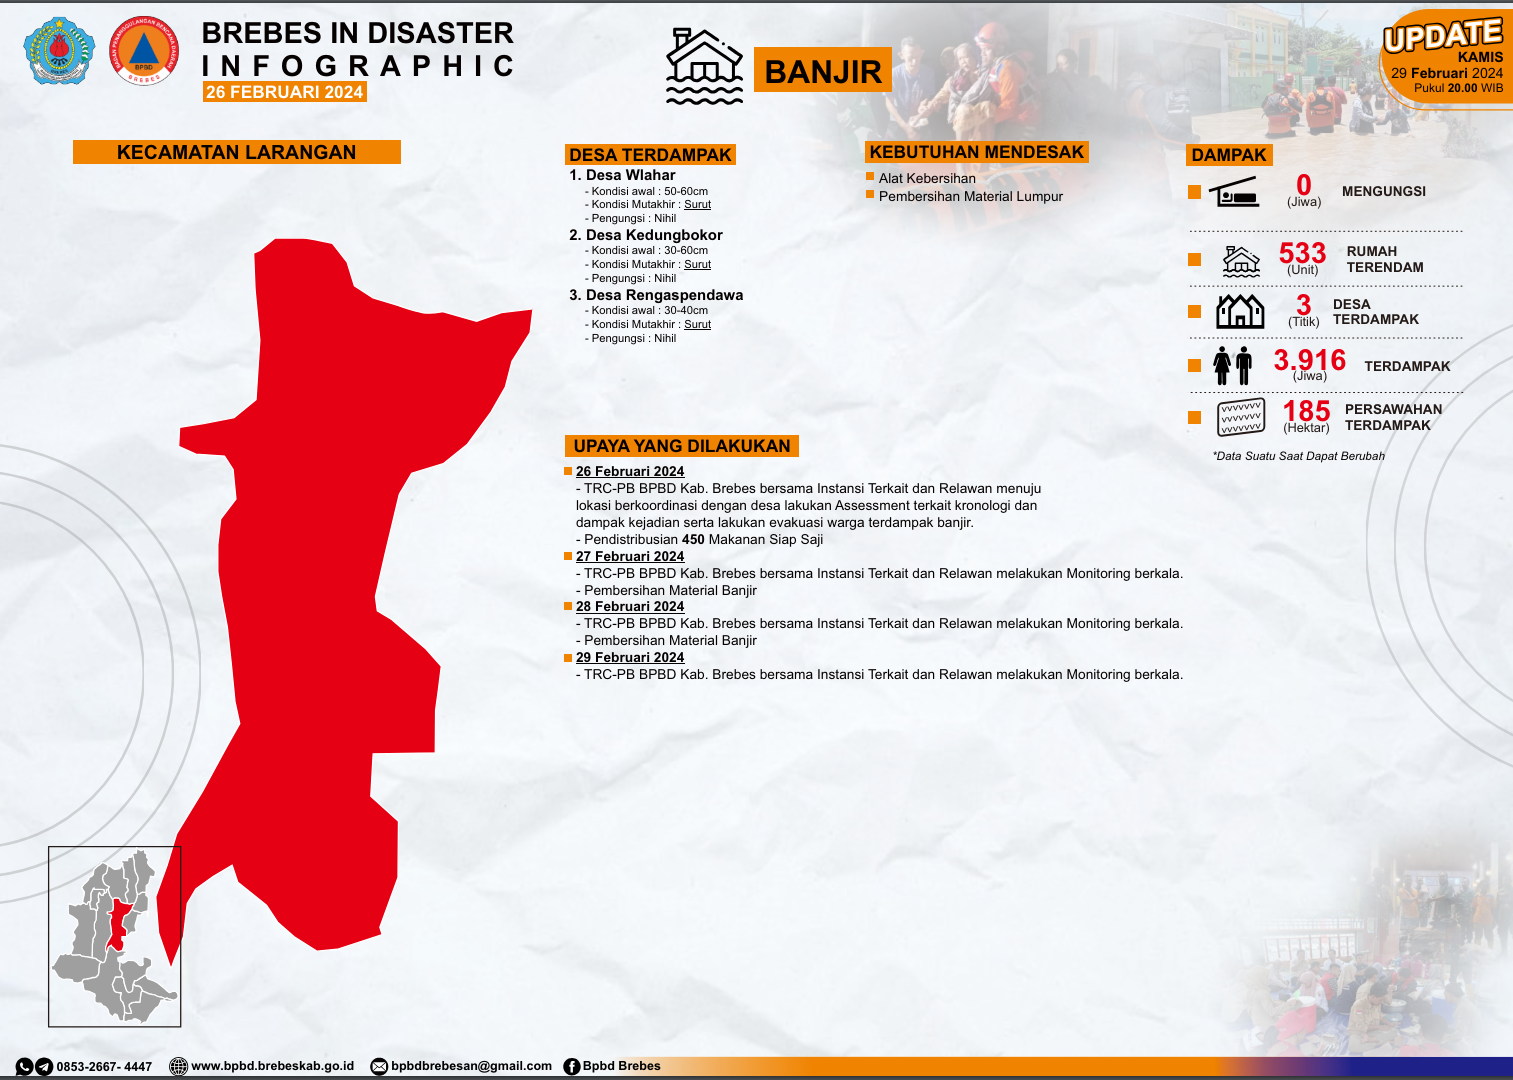 BREBES IN DISASTER
INFOGRAPHIC
26 FEBRUARI 2024
BPBD
BREBES
BANJIR
UPDATE
KAMIS
29 Februari 2024
Pukul 20.00 WIB
KECAMATAN LARANGAN
DESA TERDAMPAK
1. Desa Wlahar
- Kondisi awal : 50-60cm
- Kondisi Mutakhir : Surut
- Pengungsi : Nihil
2. Desa Kedungbokor
- Kondisi awal : 30-60cm
- Kondisi Mutakhir : Surut
- Pengungsi : Nihil
3. Desa Rengaspendawa
- Kondisi awal : 30-40cm
- Kondisi Mutakhir : Surut
- Pengungsi : Nihil
KEBUTUHAN MENDESAK
Alat Kebersihan
Pembersihan Material Lumpur
DAMPAK
0
(Jiwa)
MENGUNGSI
533
(Unit)
RUMAH
TERENDAM
3
(Titik)
DESA
TERDAMPAK
3.916
(Jiwa)
TERDAMPAK
185
(Hektar)
PERSAWAHAN
TERDAMPAK
*Data Suatu Saat Dapat Berubah
UPAYA YANG DILAKUKAN
26 Februari 2024
- TRC-PB BPBD Kab. Brebes bersama Instansi Terkait dan Relawan menuju
lokasi berkoordinasi dengan desa lakukan Assessment terkait kronologi dan
dampak kejadian serta lakukan evakuasi warga terdampak banjir.
- Pendistribusian 450 Makanan Siap Saji
27 Februari 2024
- TRC-PB BPBD Kab. Brebes bersama Instansi Terkait dan Relawan melakukan Monitoring berkala.
- Pembersihan Material Banjir
28 Februari 2024
- TRC-PB BPBD Kab. Brebes bersama Instansi Terkait dan Relawan melakukan Monitoring berkala.
- Pembersihan Material Banjir
29 Februari 2024
- TRC-PB BPBD Kab. Brebes bersama Instansi Terkait dan Relawan melakukan Monitoring berkala.
0853-2667- 4447
www.bpbd.brebeskab.go.id
bpbdbrebesan@gmail.com
Bpbd Brebes